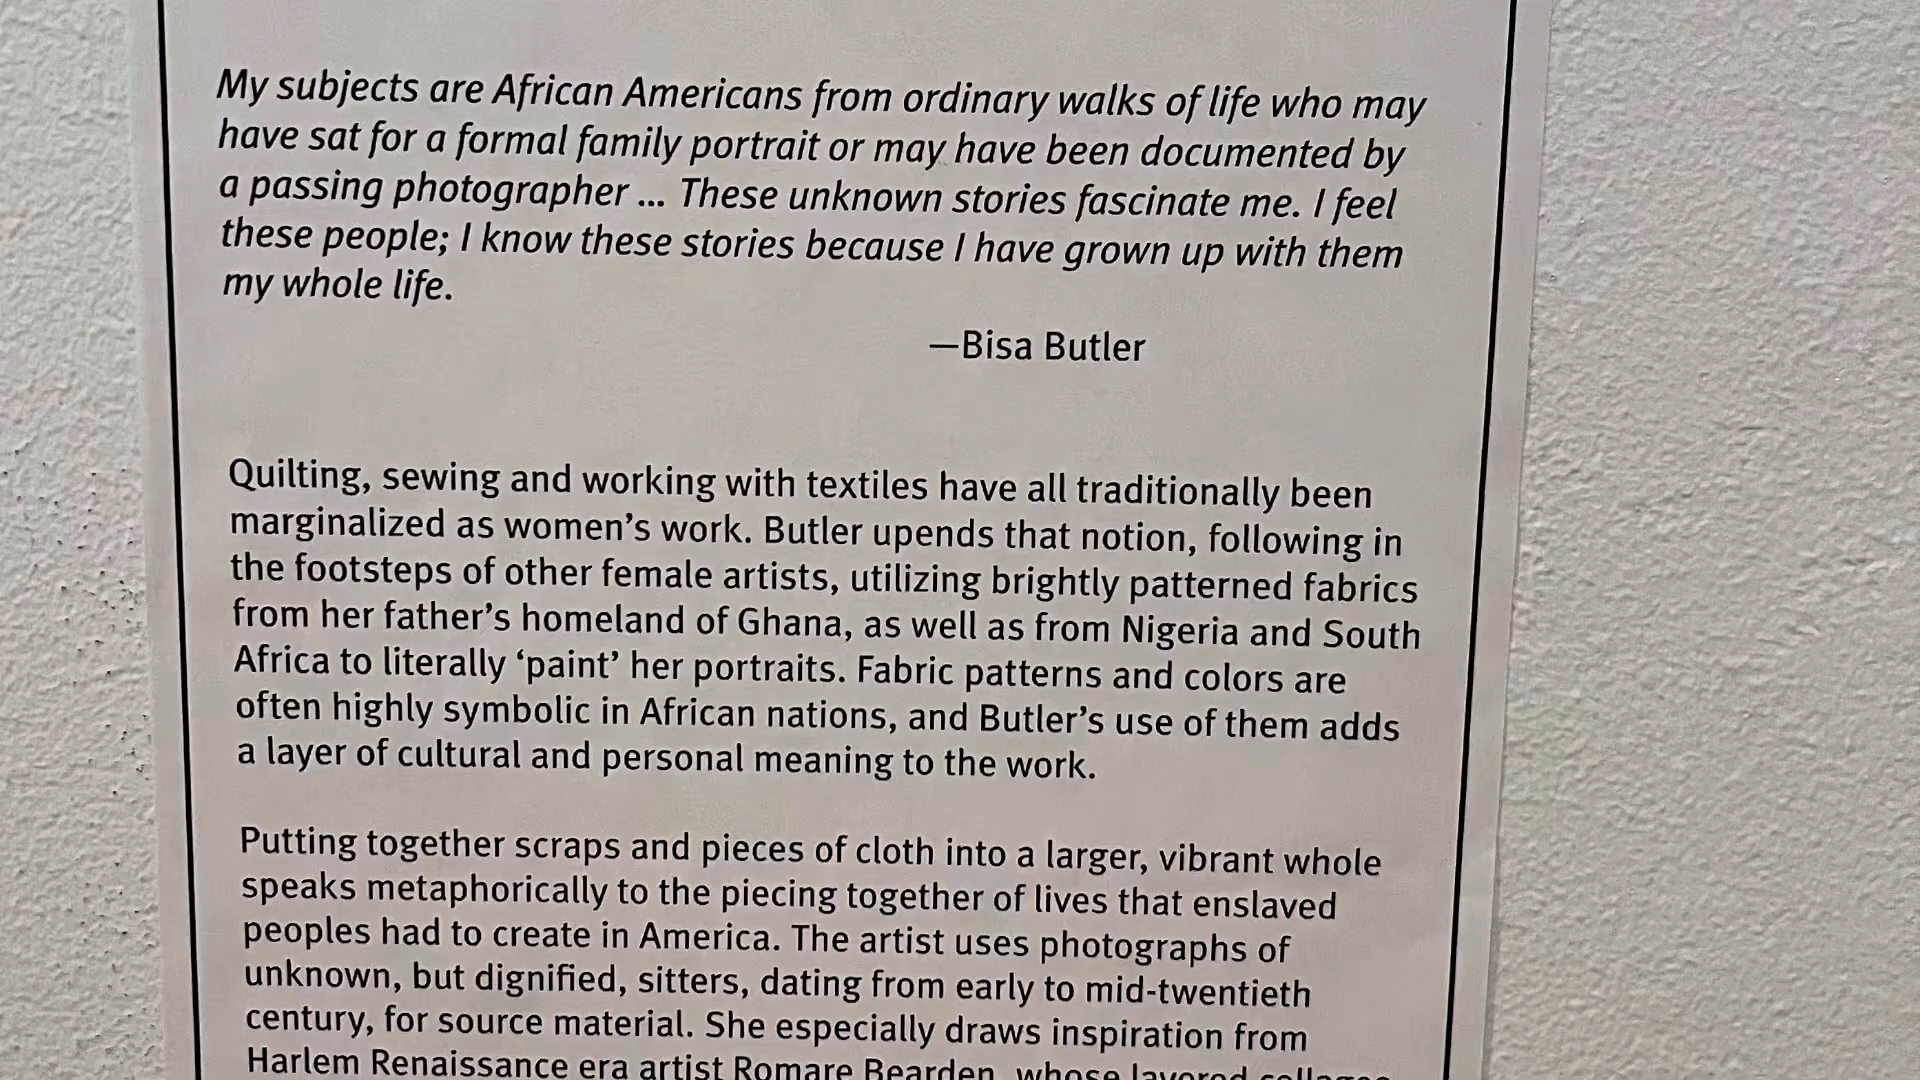 My subjects are African Americans from ordinary walks of life who may
have sat for a formal family portrait or may have been documented by
a passing photographer ... These unknown stories fascinate me. I feel
these people; I know these stories because I have grown up with them
my whole life.
—Bisa Butler
Quilting, sewing and working with textiles have all traditionally been
marginalized as women’s work. Butler upends that notion, following in
the footsteps of other female artists, utilizing brightly patterned fabrics
from her father’s homeland of Ghana, as well as from Nigeria and South
Africa to literally ‘paint’ her portraits. Fabric patterns and colors are
often highly symbolic in African nations, and Butler’s use of them adds
a layer of cultural and personal meaning to the work.
Putting together scraps and pieces of cloth into a larger, vibrant whole
speaks metaphorically to the piecing together of lives that enslaved
peoples had to create in America. The artist uses photographs of
unknown, but dignified, sitters, dating from early to mid-twentieth
century, for source material. She especially draws inspiration from
Harlem Renaissance era artist Romare Bearden, whose layered collages